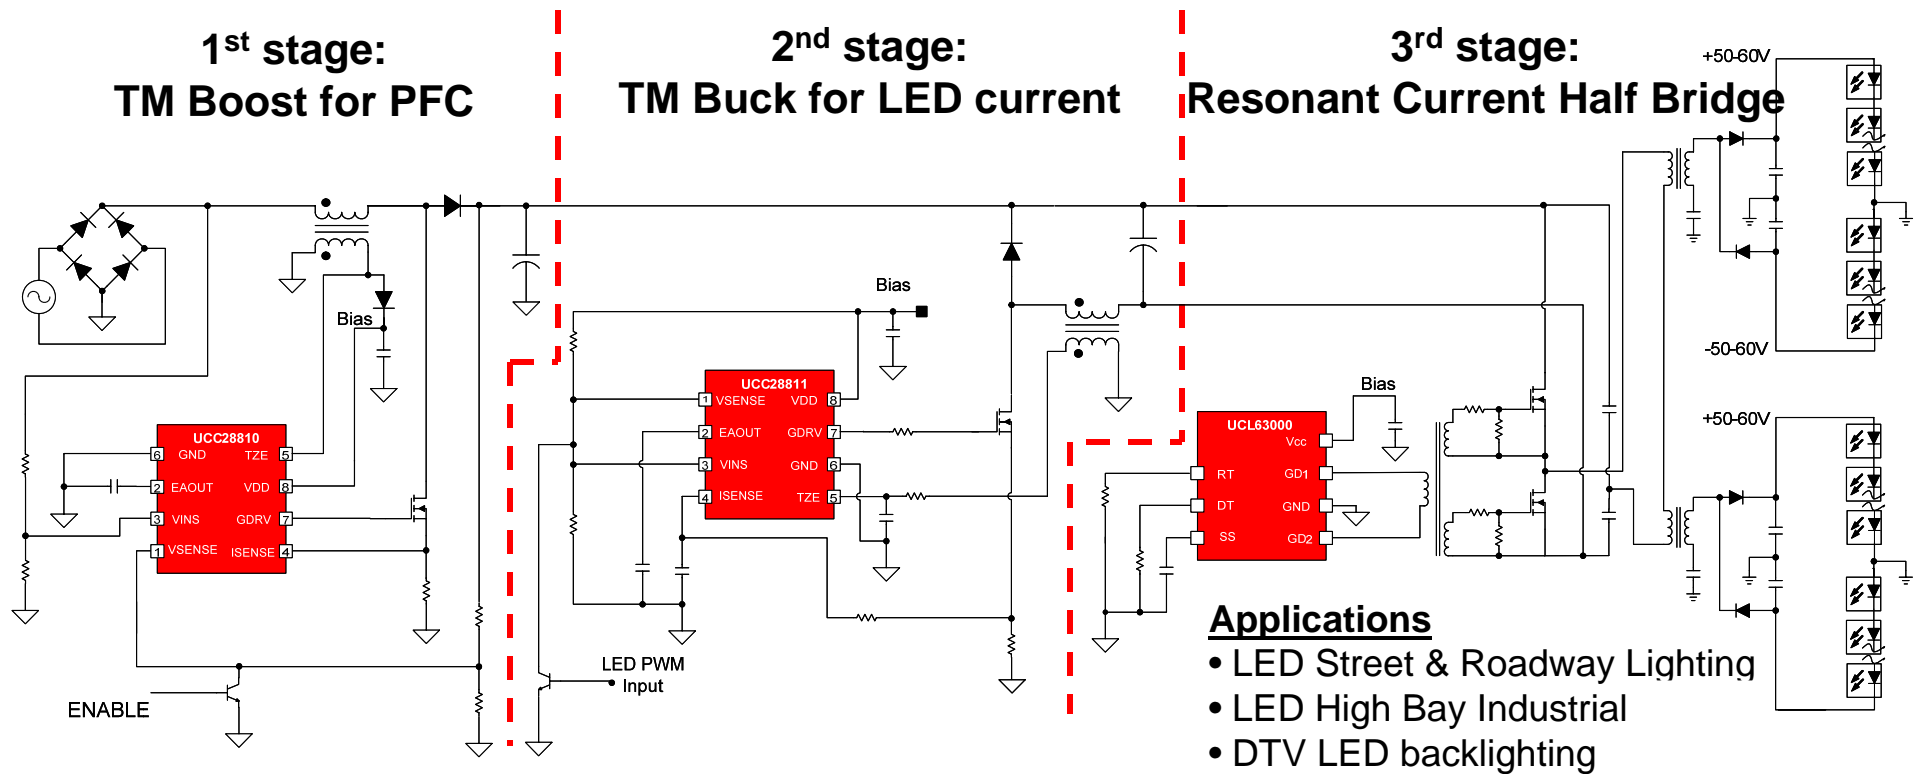 1st stage:
TM Boost for PFC
2nd stage:
TM Buck for LED current
3rd stage:
Resonant Current Half Bridge
+50-60V
-50-60V
+50-60V
Bias
UCC28810
6 GND TZE 5
2 EAOUT VDD 8
3 VINS GDRV 7
1 VSENSE ISENSE 4
ENABLE
Bias
UCC28811
1 VSENSE VDD 8
2 EAOUT GDRV 7
3 VINS GND 6
4 ISENSE TZE 5
LED PWM
Input
Bias
UCL63000
Vcc
RT GD1
DT GND
SS GD2
Applications
• LED Street & Roadway Lighting
• LED High Bay Industrial
• DTV LED backlighting